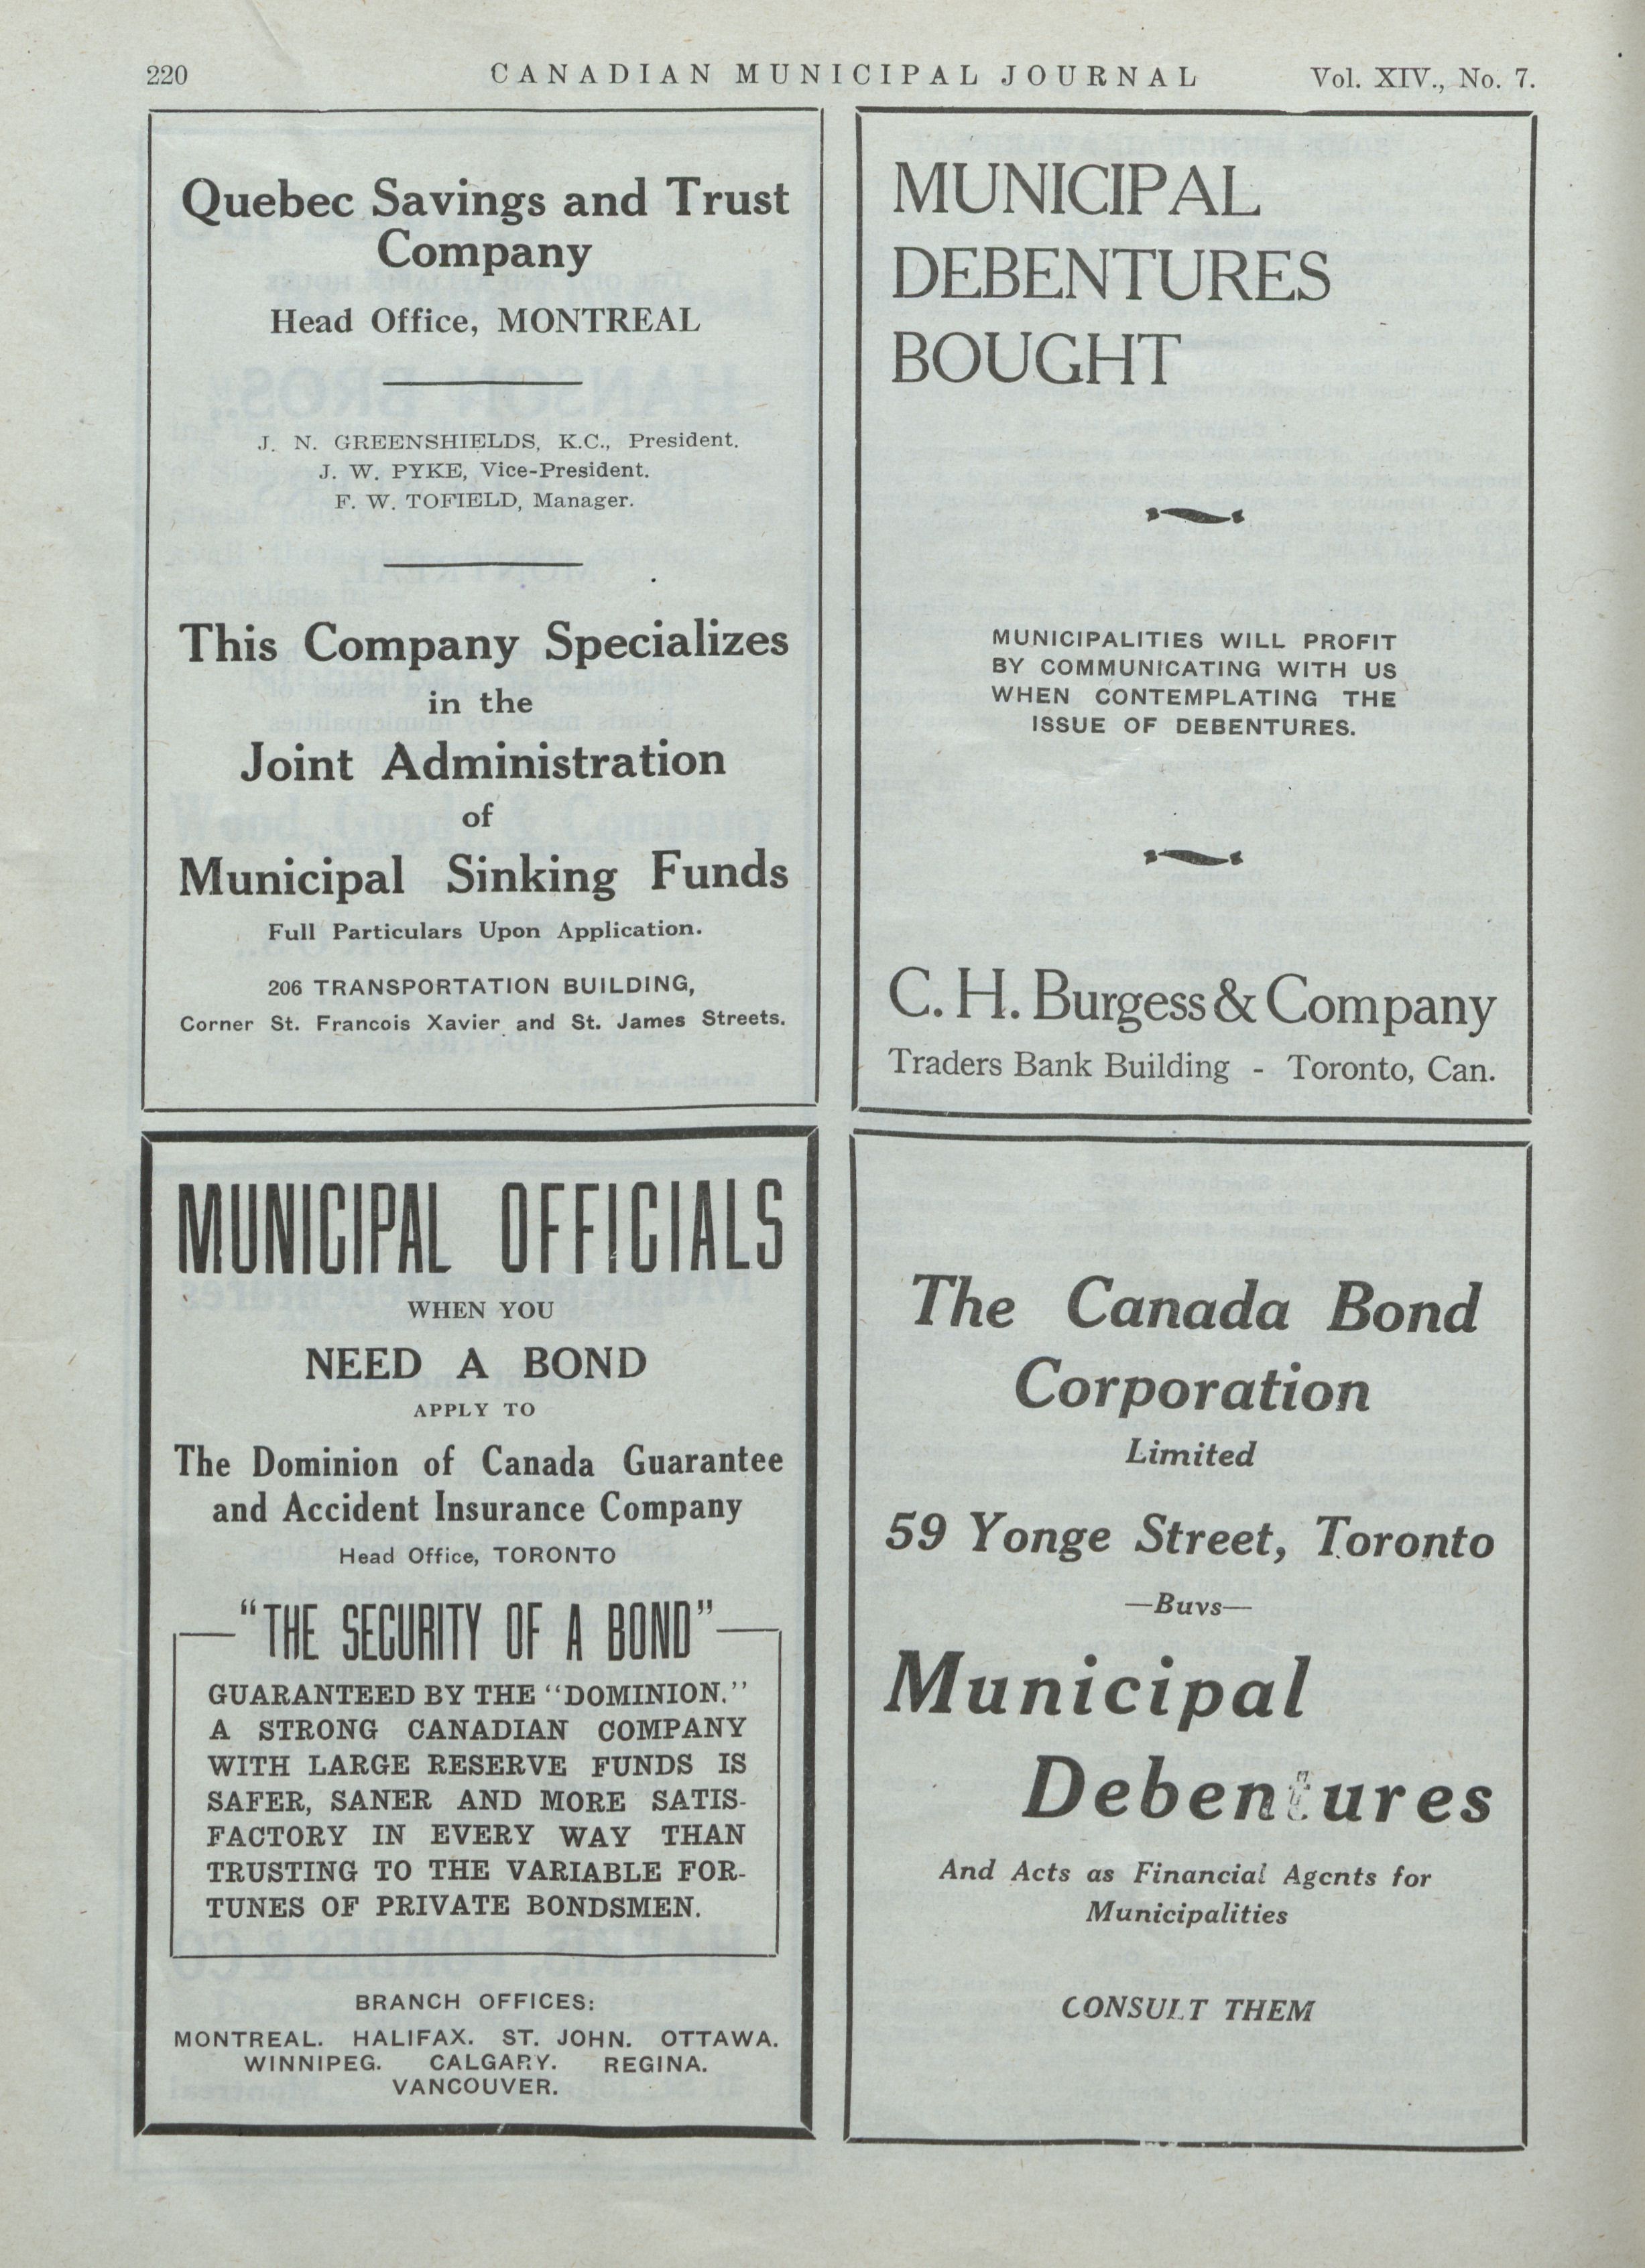 220
CANADIAN MUNICIPAL JOURNAL
Vol. XIV., No. 7.
Quebec Savings and Trust
Company
Head Office, MONTREAL
J. N. GREENSHIELDS, K.C., President.
J. W. PYKE, Vice-President.
F. W. TOFIELD, Manager.
This Company Specializes
in the
Joint Administration
of
Municipal Sinking Funds
Full Particulars Upon Application.
206 TRANSPORTATION BUILDING,
Corner St. Francois Xavier and St. James Streets.
MUNICIPAL
DEBENTURES
BOUGHT
MUNICIPALITIES WILL PROFIT
BY COMMUNICATING WITH US
WHEN CONTEMPLATING THE
ISSUE OF DEBENTURES.
C. H. Burgess & Company
Traders Bank Building - Toronto, Can.
MUNICIPAL OFFICIALS
WHEN YOU
NEED A BOND
APPLY TO
The Dominion of Canada Guarantee
and Accident Insurance Company
Head Office, TORONTO
"THE SECURITY OF A BOND"
GUARANTEED BY THE "DOMINION."
A STRONG CANADIAN COMPANY
WITH LARGE RESERVE FUNDS IS
SAFER, SANER AND MORE SATIS-
FACTORY IN EVERY WAY THAN
TRUSTING TO THE VARIABLE FOR-
TUNES OF PRIVATE BONDSMEN.
BRANCH OFFICES:
MONTREAL. HALIFAX. ST. JOHN. OTTAWA.
WINNIPEG. CALGARY. REGINA.
VANCOUVER.
The Canada Bond
Corporation
Limited
59 Yonge Street, Toronto
—Buys—
Municipal
Debentures
And Acts as Financial Agents for
Municipalities
CONSULT THEM